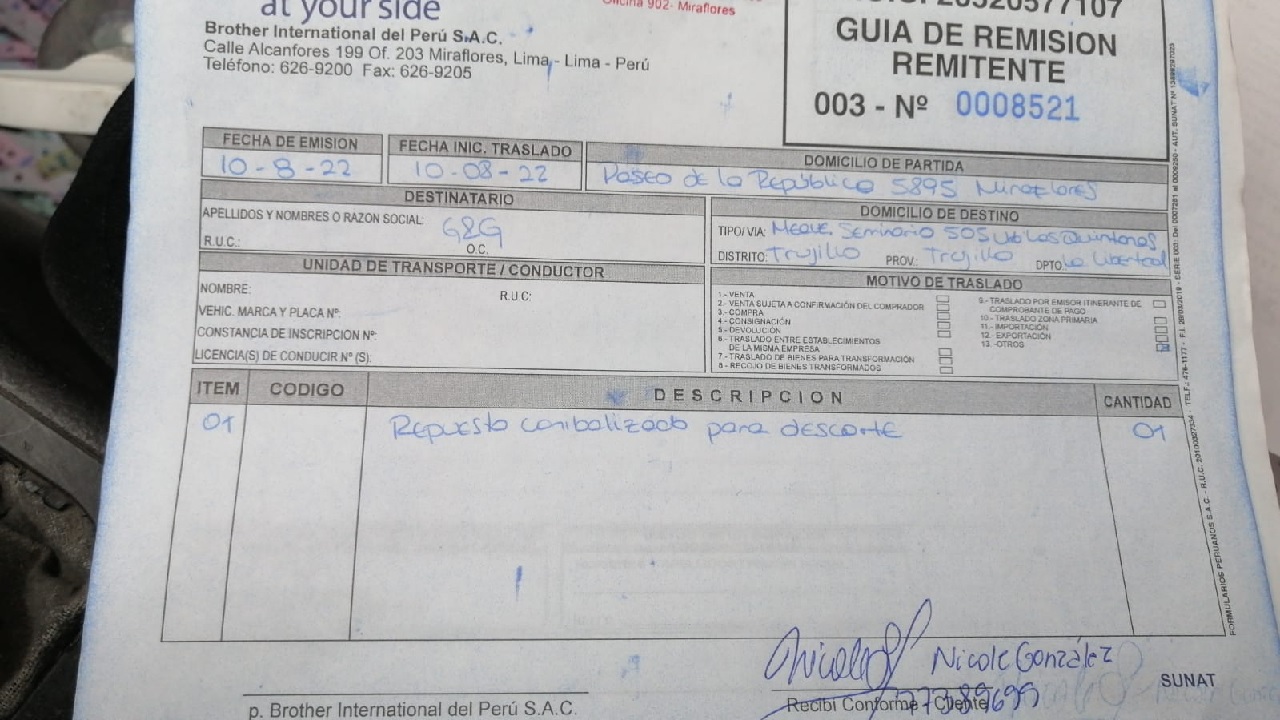 at your side
Oficina 902- Miraflores
Brother International del Perú S.A.C.
Calle Alcanfores 199 Of. 203 Miraflores, Lima - Lima - Perú
Teléfono: 626-9200 Fax: 626-9205
20520577107
GUIA DE REMISION
REMITENTE
003 - Nº 0008521
FECHA DE EMISION
10-8-22
FECHA INIC. TRASLADO
10-08-22
DOMICILIO DE PARTIDA
Paseo de la República 5895 Miraflores
DESTINATARIO
APELLIDOS Y NOMBRES O RAZON SOCIAL: G&G
R.U.C.: O.C.
DOMICILIO DE DESTINO
TIPO/VIA: Seminario 505 Urb Las Quintanas
DISTRITO: Trujillo PROV: Trujillo DPTO: La Libertad
UNIDAD DE TRANSPORTE / CONDUCTOR
NOMBRE: R.U.C:
VEHIC. MARCA Y PLACA Nº:
CONSTANCIA DE INSCRIPCION Nº:
LICENCIA(S) DE CONDUCIR Nº (S).
MOTIVO DE TRASLADO
1.- VENTA
2.- VENTA SUJETA A CONFIRMACIÓN DEL COMPRADOR
3.- COMPRA
4.- CONSIGNACIÓN
5.- DEVOLUCION
6.- TRASLADO ENTRE ESTABLECIMIENTOS
DE LA MISMA EMPRESA
7.- TRASLADO DE BIENES PARA TRANSFORMACIÓN
8.- RECOJO DE BIENES TRANSFORMADOS
9.- TRASLADO POR EMISOR ITINERANTE DE
COMPROBANTE DE PAGO
10.- TRASLADO ZONA PRIMARIA
11.- IMPORTACIÓN
12.- EXPORTACIÓN
13.- OTROS
ITEM CODIGO DESCRIPCION CANTIDAD
01 Repuesto canibalizado para descarte 01
Nicole González
p. Brother International del Perú S.A.C.
Recibí Conforme - Cliente
SUNAT